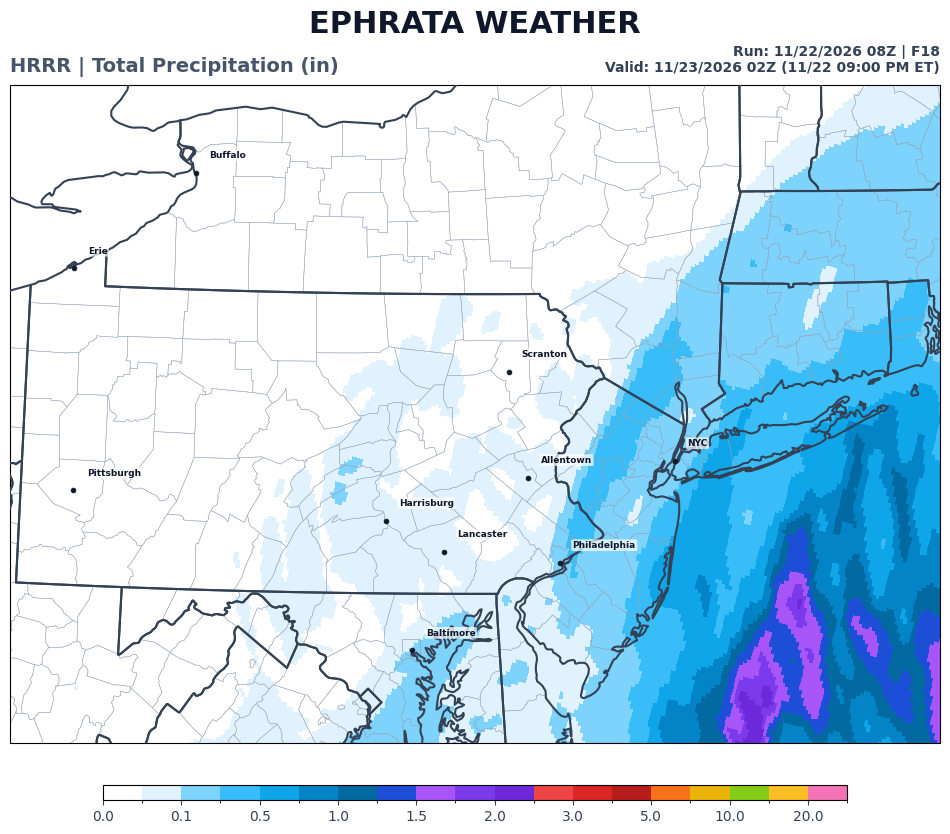 EPHRATA WEATHER
HRRR | Total Precipitation (in)
Run: 11/22/2026 08Z | F18
Valid: 11/23/2026 02Z (11/22 09:00 PM ET)
Buffalo
Erie
Scranton
NYC
Allentown
Pittsburgh
Harrisburg
Lancaster
Philadelphia
Baltimore
0.0 0.1 0.5 1.0 1.5 2.0 3.0 5.0 10.0 20.0